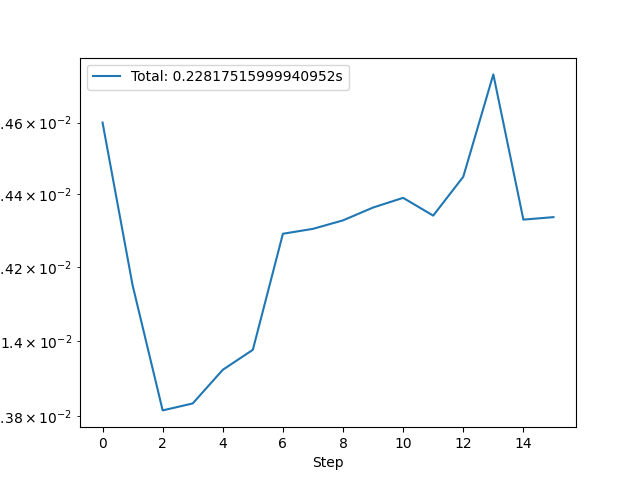 Total: 0.22817515999940952s
.46 × 10⁻²
.44 × 10⁻²
.42 × 10⁻²
1.4 × 10⁻²
.38 × 10⁻²
0 2 4 6 8 10 12 14
Step